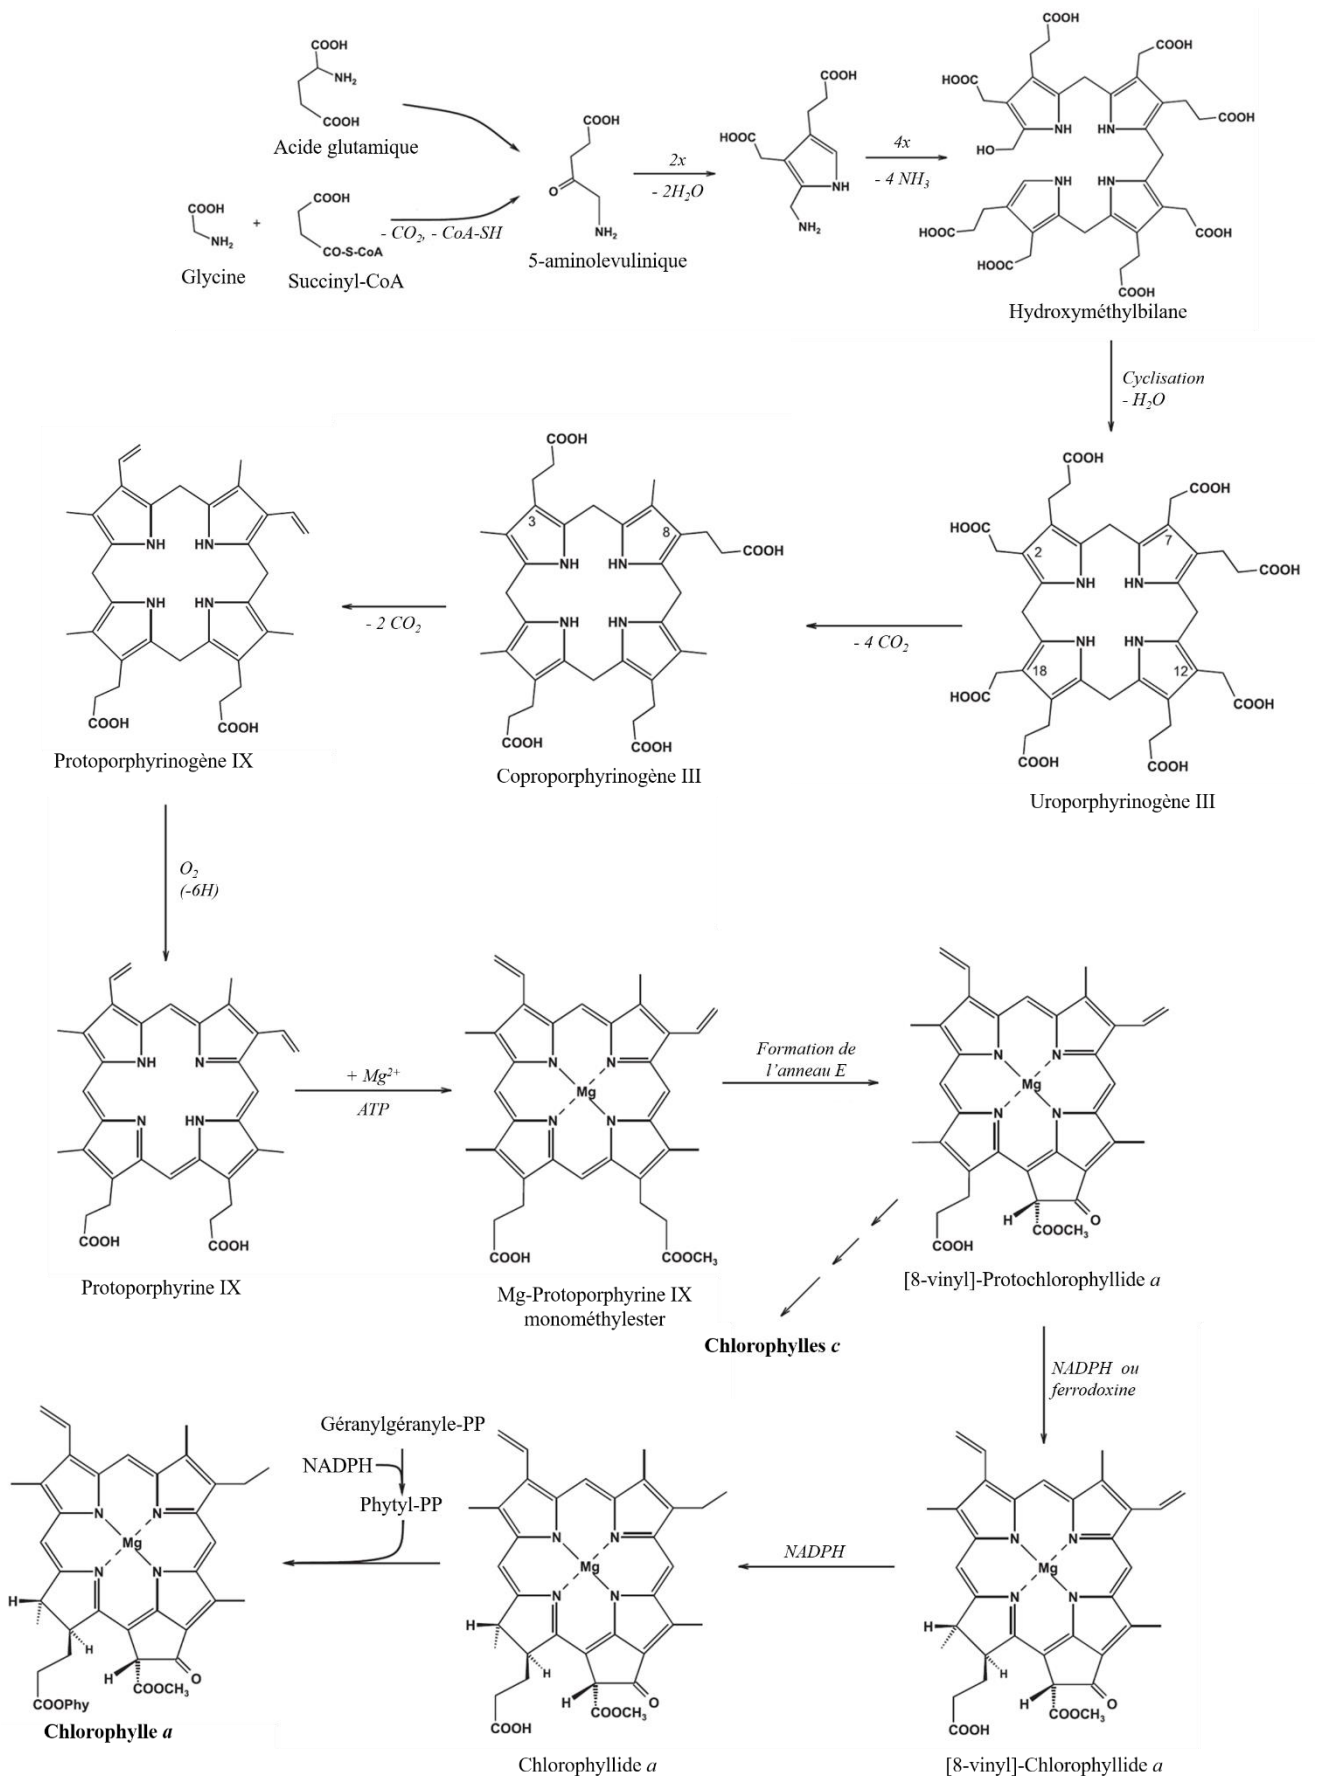 COOH
NH2
COOH
Acide glutamique
COOH
NH2
Glycine
+
COOH
CO-S-CoA
Succinyl-CoA
- CO2, - CoA-SH
COOH
O
NH2
5-aminolevulinique
2x
- 2H2O
COOH
HOOC
NH
NH2
4x
- 4 NH3
COOH
COOH
HOOC
COOH
NH
HN
HO
NH
HN
HOOC
COOH
HOOC
COOH
Hydroxyméthylbilane
Cyclisation
- H2O
COOH
COOH
HOOC
2
7
COOH
NH
HN
NH
HN
18
12
HOOC
COOH
COOH
COOH
Uroporphyrinogène III
- 4 CO2
COOH
3
8
COOH
NH
HN
NH
HN
COOH
COOH
Coproporphyrinogène III
- 2 CO2
NH
HN
NH
HN
COOH
COOH
Protoporphyrinogène IX
O2
(-6H)
NH
N
N
HN
COOH
COOH
Protoporphyrine IX
+ Mg2+
ATP
N
N
Mg
N
N
COOH
COOCH3
Mg-Protoporphyrine IX
monométhylester
Formation de
l’anneau E
N
N
Mg
N
N
H
O
COOCH3
COOH
[8-vinyl]-Protochlorophyllide a
Chlorophylles c
NADPH ou
ferrodoxine
N
N
Mg
N
N
H
H
H
O
COOCH3
COOH
[8-vinyl]-Chlorophyllide a
NADPH
N
N
Mg
N
N
H
H
H
O
COOCH3
COOH
Chlorophyllide a
Géranylgéranyle-PP
NADPH
Phytyl-PP
N
N
Mg
N
N
H
H
H
O
COOCH3
COOPhy
Chlorophylle a